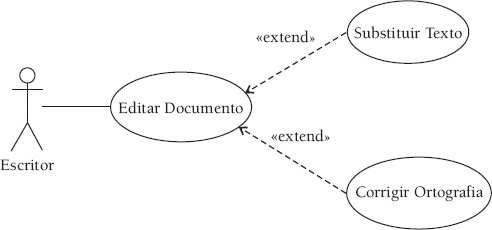 Substituir Texto
«extend»
Editar Documento
«extend»
Escritor
Corrigir Ortografia